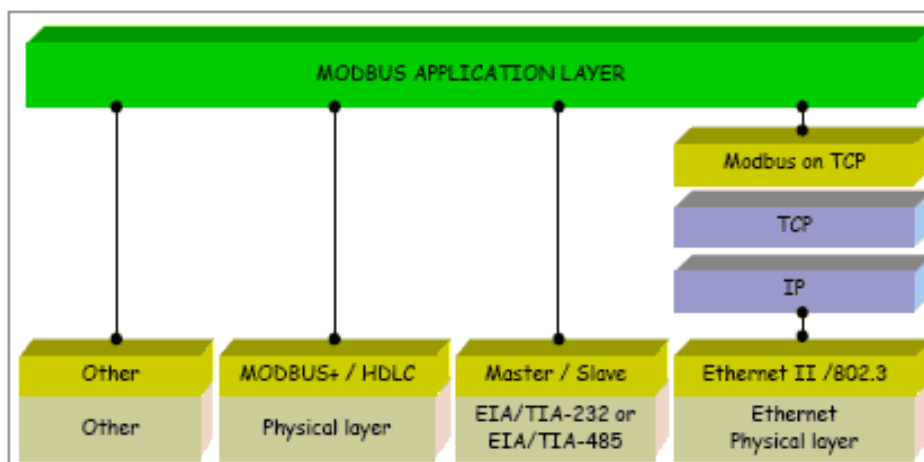 MODBUS APPLICATION LAYER
Modbus on TCP
TCP
IP
Other
MODBUS+ / HDLC
Master / Slave
Ethernet II /802.3
Other
Physical layer
EIA/TIA-232 or
EIA/TIA-485
Ethernet
Physical layer